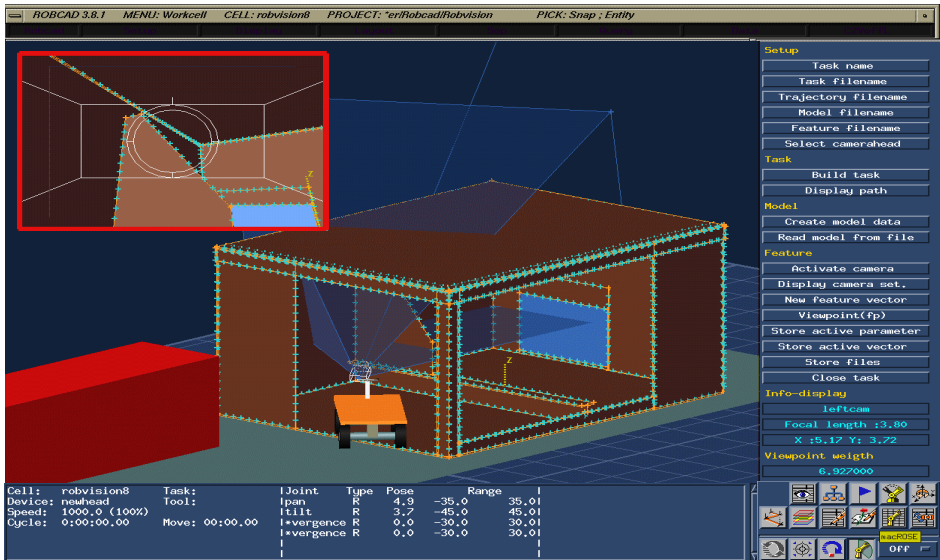 ROBCAD 3.8.1 MENU: Workcell CELL: robvision8 PROJECT: ~er/Robcad/Robvision PICK: Snap ; Entity
Setup
Task name
Task filename
Trajectory filename
Model filename
Feature filename
Select camerahead
Task
Build task
Display path
Model
Create model data
Read model from file
Feature
Activate camera
Display camera set.
New feature vector
Viewpoint(fp)
Store active parameter
Store active vector
Store files
Close task
Info-display
leftcam
Focal length :3.80
X :5.17 Y: 3.72
Viewpoint weigth
6.927000
Z
Z
Cell: robvision8 Task: |Joint Type Pose Range |
Device: newhead Tool: |pan R 4.9 -35.0 35.0|
Speed: 1000.0 (100%) |tilt R 3.7 -45.0 45.0|
Cycle: 0:00:00.00 Move: 00:00.00 |*vergence R 0.0 -30.0 30.0|
|*vergence R 0.0 -30.0 30.0|
macROSE
Off